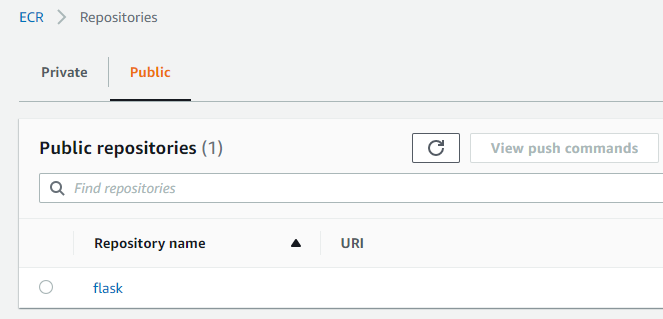 ECR > Repositories
Private Public
Public repositories (1) View push commands
Find repositories
Repository name URI
flask